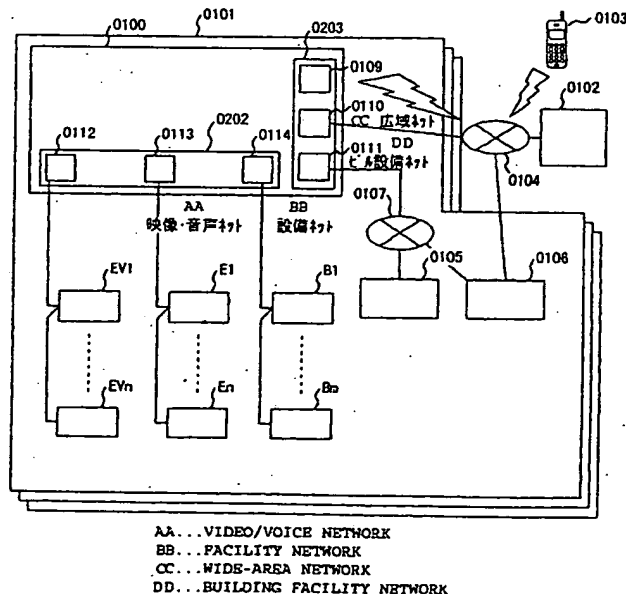 0101
0100
0203
0103
0109
0102
0110
0112
0113
0202
0114
CC 広域ネット
0111
DD
ビル設備ネット
0104
AA
BB
0107
映像・音声ネット
設備ネット
0105
0106
EV1
E1
B1
EVn
En
Bn
AA...VIDEO/VOICE NETWORK
BB...FACILITY NETWORK
CC...WIDE-AREA NETWORK
DD...BUILDING FACILITY NETWORK